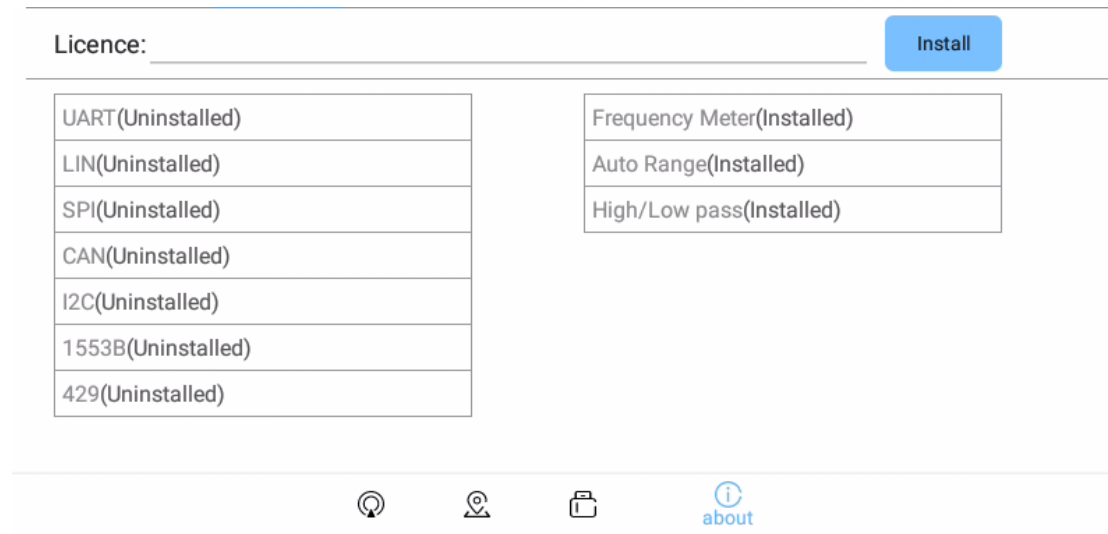 Licence:
Install
UART(Uninstalled)
LIN(Uninstalled)
SPI(Uninstalled)
CAN(Uninstalled)
I2C(Uninstalled)
1553B(Uninstalled)
429(Uninstalled)
Frequency Meter(Installed)
Auto Range(Installed)
High/Low pass(Installed)
about